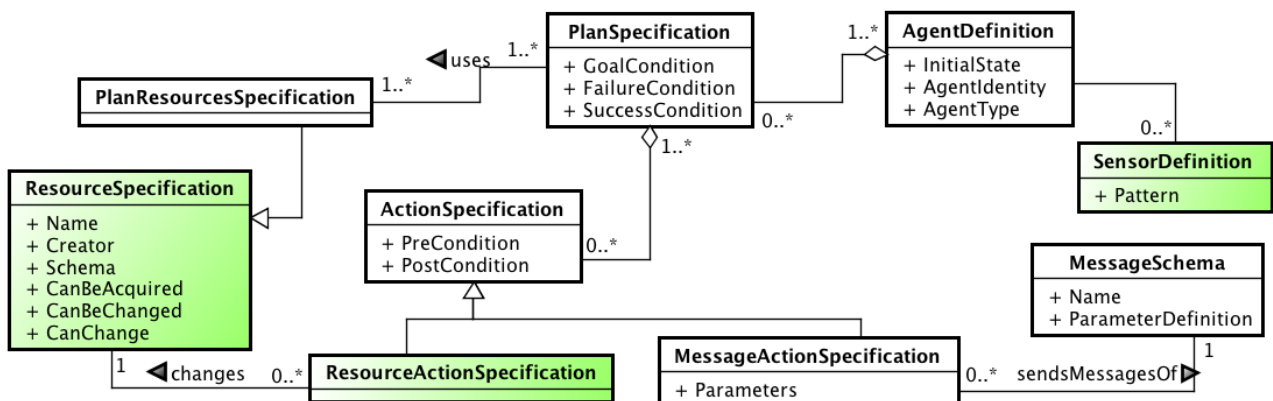 PlanSpecification
+ GoalCondition
+ FailureCondition
+ SuccessCondition
AgentDefinition
+ InitialState
+ AgentIdentity
+ AgentType
1..*
0..*
uses
1..*
1..*
PlanResourcesSpecification
0..*
SensorDefinition
+ Pattern
1..*
0..*
ResourceSpecification
+ Name
+ Creator
+ Schema
+ CanBeAcquired
+ CanBeChanged
+ CanChange
ActionSpecification
+ PreCondition
+ PostCondition
MessageSchema
+ Name
+ ParameterDefinition
1
changes
0..*
ResourceActionSpecification
MessageActionSpecification
+ Parameters
0..*
sendsMessagesOf
1